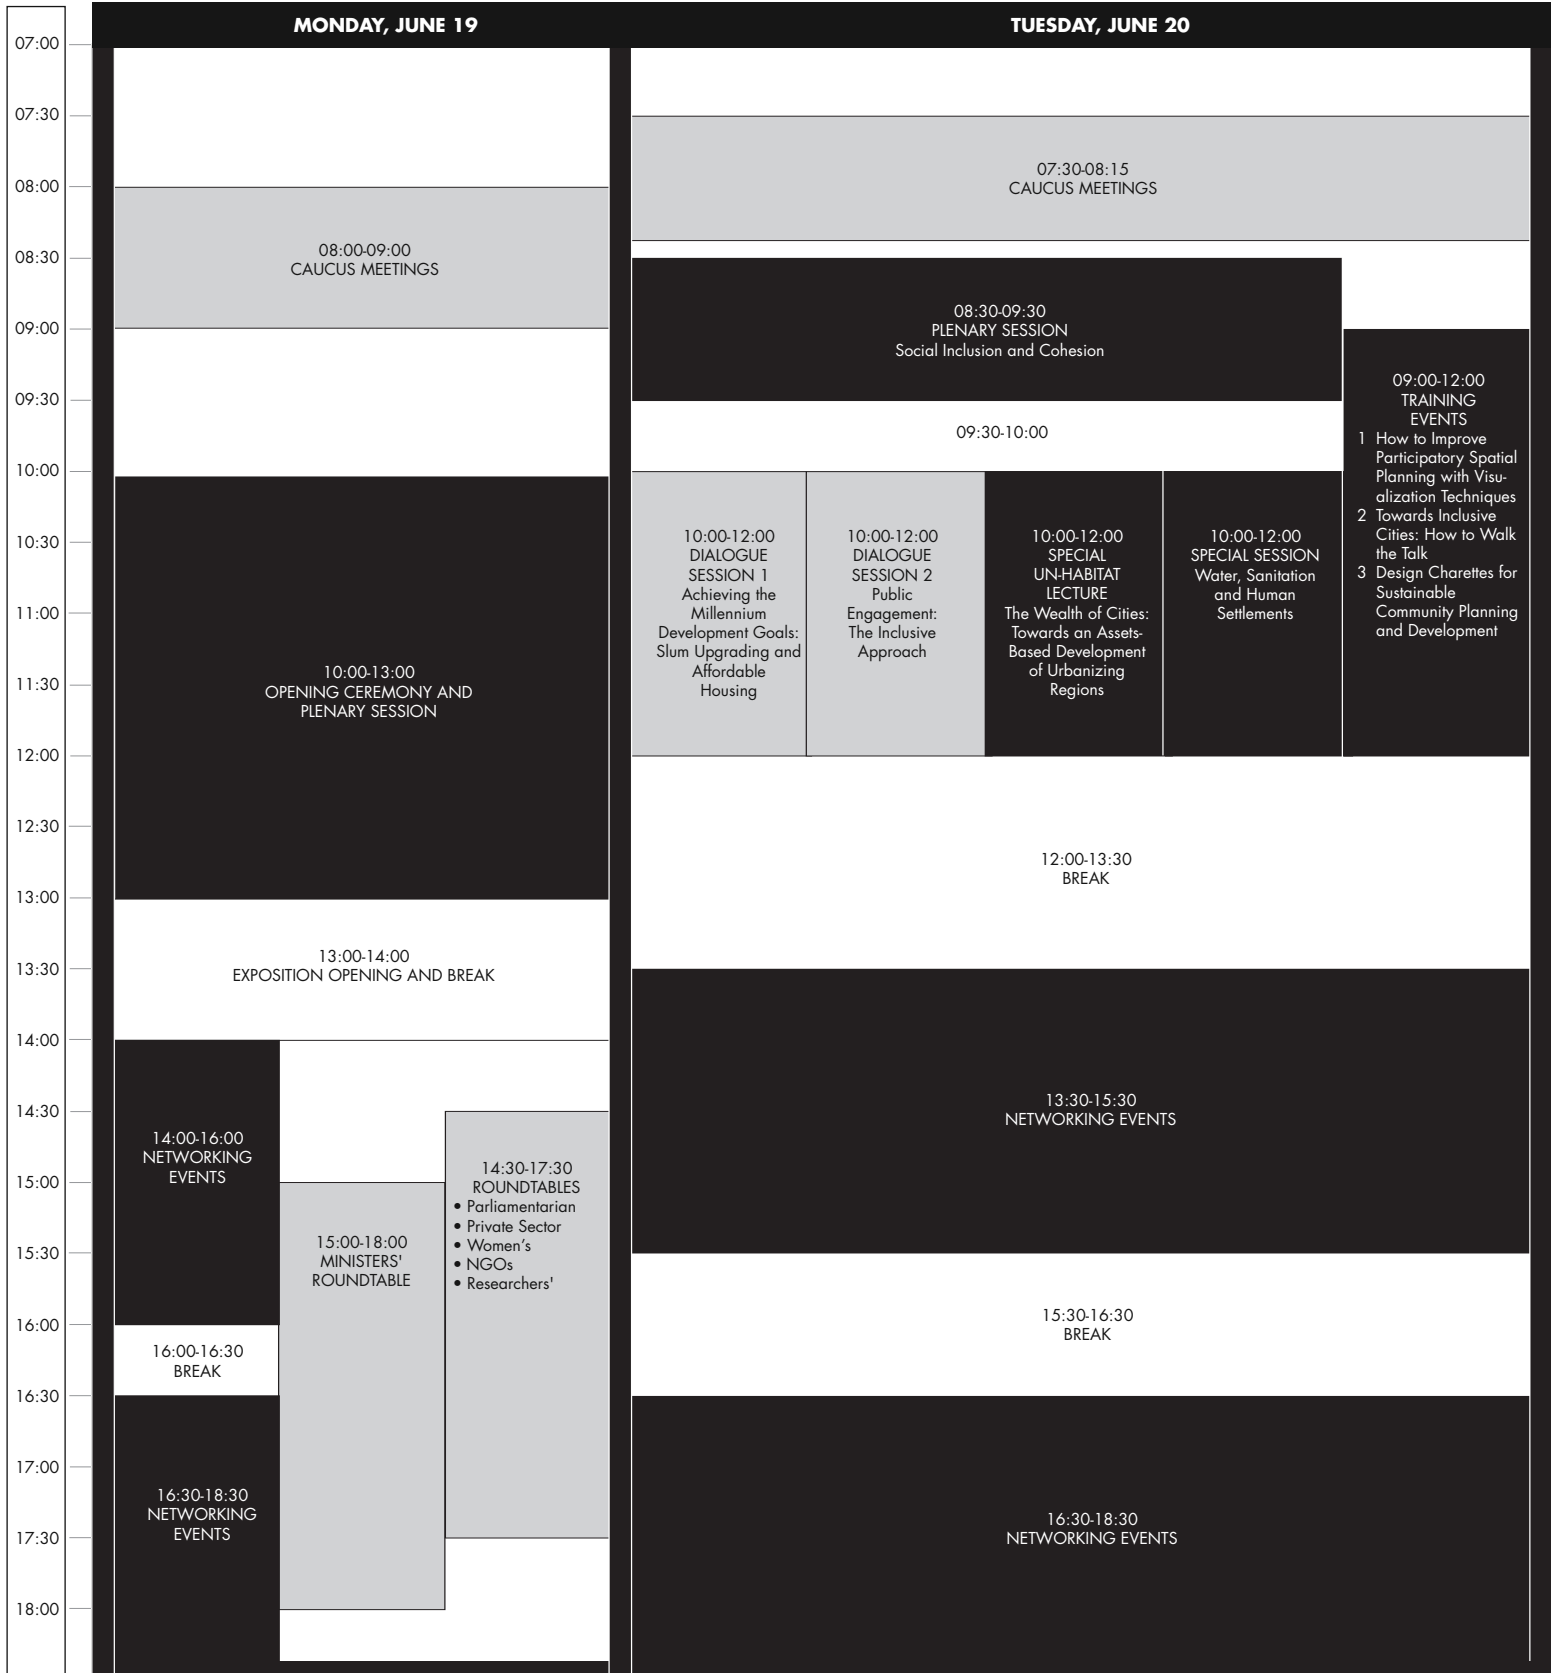 MONDAY, JUNE 19
TUESDAY, JUNE 20
07:00
07:30
08:00
08:30
09:00
09:30
10:00
10:30
11:00
11:30
12:00
12:30
13:00
13:30
14:00
14:30
15:00
15:30
16:00
16:30
17:00
17:30
18:00
08:00-09:00
CAUCUS MEETINGS
10:00-13:00
OPENING CEREMONY AND
PLENARY SESSION
13:00-14:00
EXPOSITION OPENING AND BREAK
14:00-16:00
NETWORKING
EVENTS
16:00-16:30
BREAK
16:30-18:30
NETWORKING
EVENTS
15:00-18:00
MINISTERS'
ROUNDTABLE
14:30-17:30
ROUNDTABLES
• Parliamentarian
• Private Sector
• Women’s
• NGOs
• Researchers'
07:30-08:15
CAUCUS MEETINGS
08:30-09:30
PLENARY SESSION
Social Inclusion and Cohesion
09:30-10:00
10:00-12:00
DIALOGUE
SESSION 1
Achieving the
Millennium
Development Goals:
Slum Upgrading and
Affordable
Housing
10:00-12:00
DIALOGUE
SESSION 2
Public
Engagement:
The Inclusive
Approach
10:00-12:00
SPECIAL
UN-HABITAT
LECTURE
The Wealth of Cities:
Towards an Assets-
Based Development
of Urbanizing
Regions
10:00-12:00
SPECIAL SESSION
Water, Sanitation
and Human
Settlements
09:00-12:00
TRAINING
EVENTS
1 How to Improve
Participatory Spatial
Planning with Visu-
alization Techniques
2 Towards Inclusive
Cities: How to Walk
the Talk
3 Design Charettes for
Sustainable
Community Planning
and Development
12:00-13:30
BREAK
13:30-15:30
NETWORKING EVENTS
15:30-16:30
BREAK
16:30-18:30
NETWORKING EVENTS